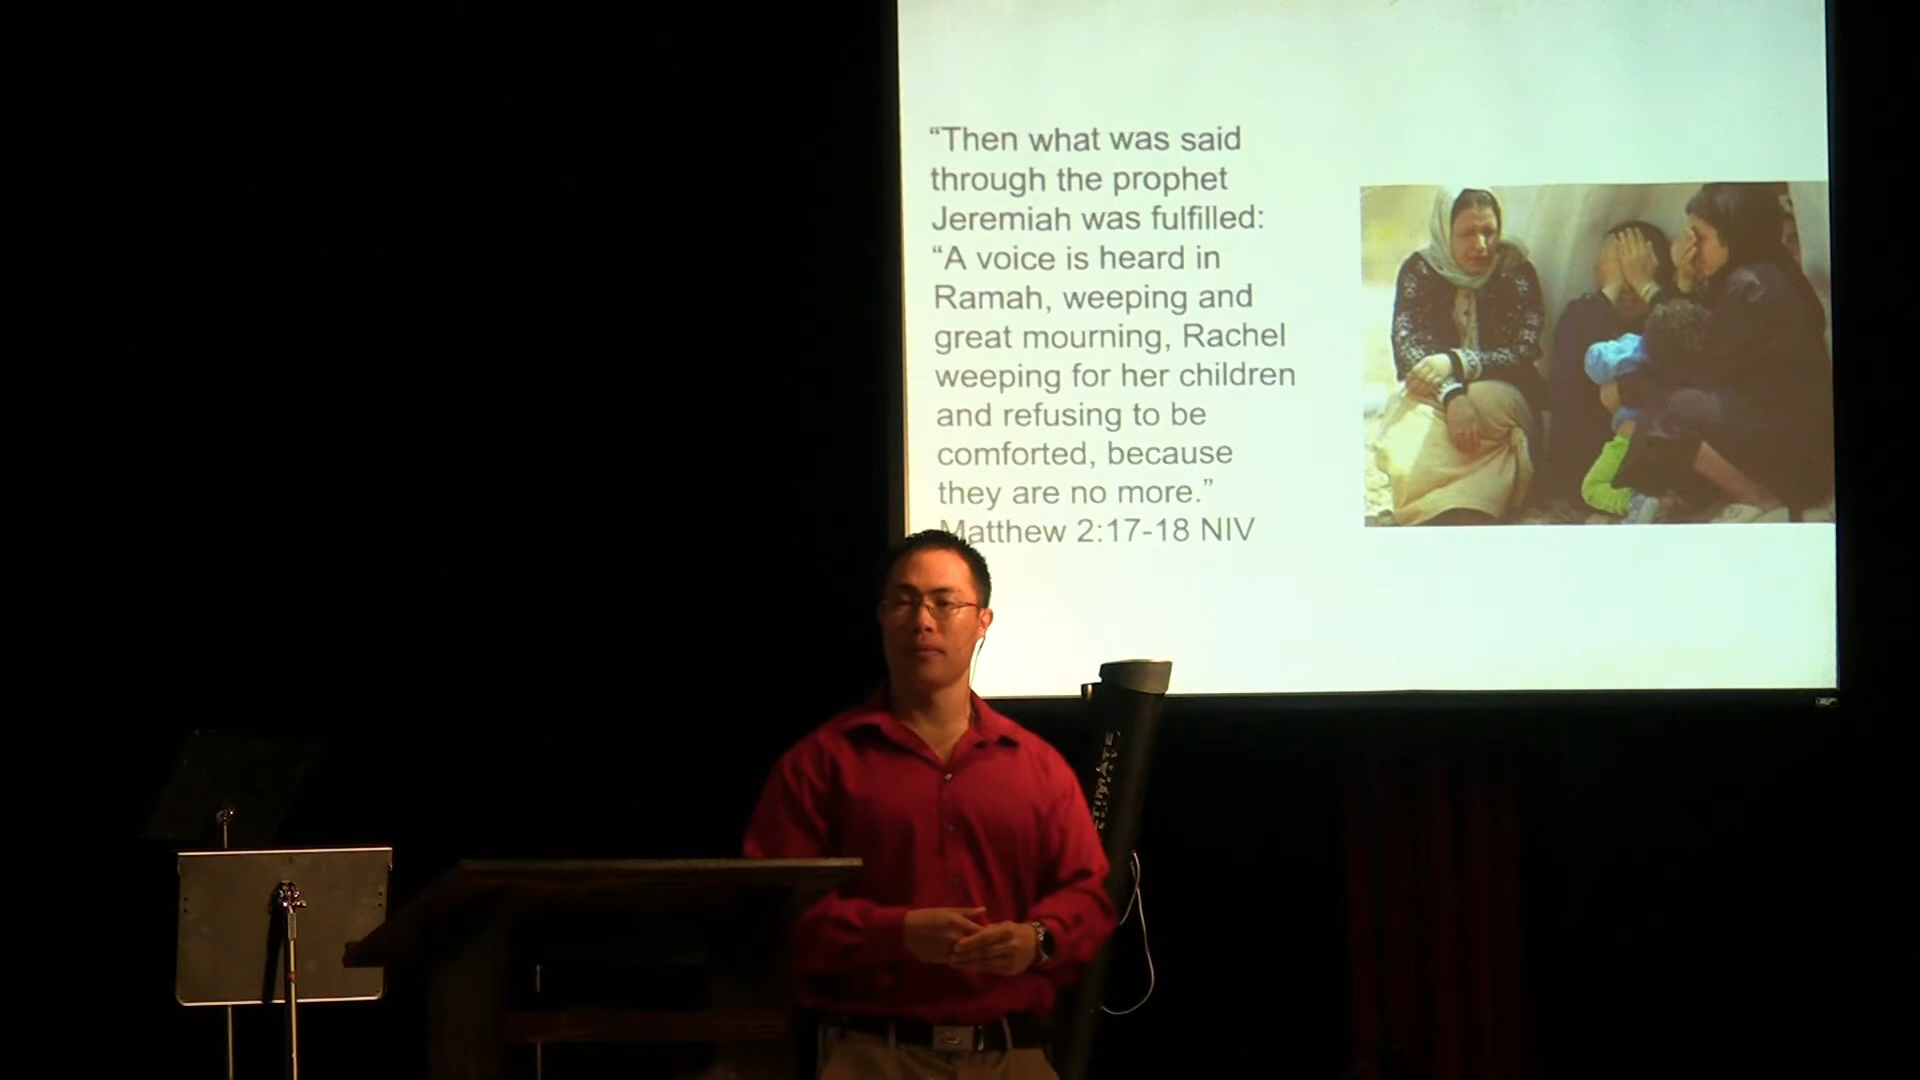 “Then what was said
through the prophet
Jeremiah was fulfilled:
“A voice is heard in
Ramah, weeping and
great mourning, Rachel
weeping for her children
and refusing to be
comforted, because
they are no more.”
Matthew 2:17-18 NIV